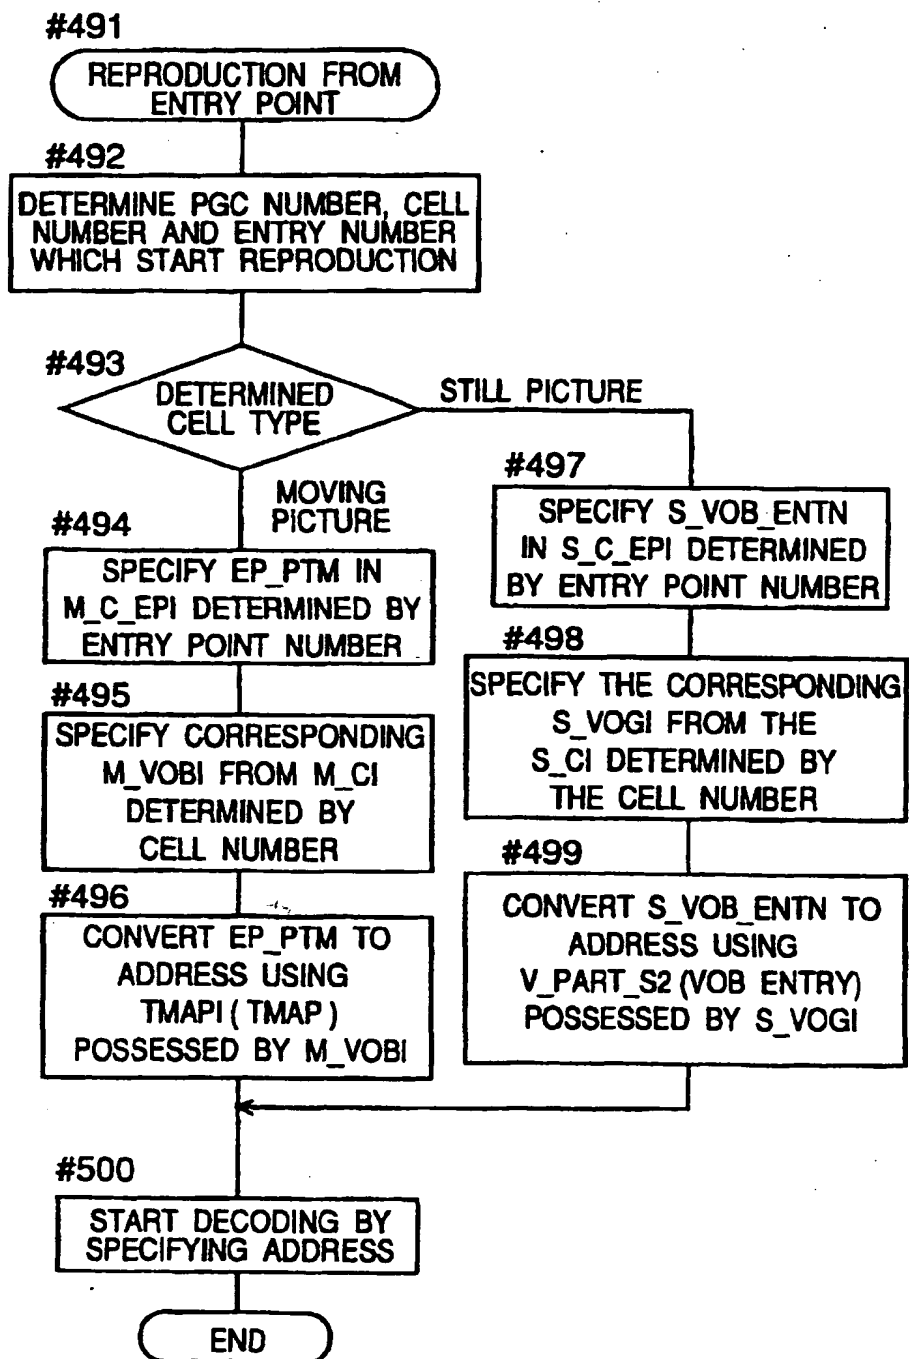 #491
REPRODUCTION FROM
ENTRY POINT
#492
DETERMINE PGC NUMBER, CELL
NUMBER AND ENTRY NUMBER
WHICH START REPRODUCTION
#493
DETERMINED
CELL TYPE
STILL PICTURE
MOVING
PICTURE
#494
SPECIFY EP_PTM IN
M_C_EPI DETERMINED BY
ENTRY POINT NUMBER
#495
SPECIFY CORRESPONDING
M_VOBI FROM M_CI
DETERMINED BY
CELL NUMBER
#496
CONVERT EP_PTM TO
ADDRESS USING
TMAPI ( TMAP )
POSSESSED BY M_VOBI
#497
SPECIFY S_VOB_ENTN
IN S_C_EPI DETERMINED
BY ENTRY POINT NUMBER
#498
SPECIFY THE CORRESPONDING
S_VOGI FROM THE
S_CI DETERMINED BY
THE CELL NUMBER
#499
CONVERT S_VOB_ENTN TO
ADDRESS USING
V_PART_S2 (VOB ENTRY)
POSSESSED BY S_VOGI
#500
START DECODING BY
SPECIFYING ADDRESS
END